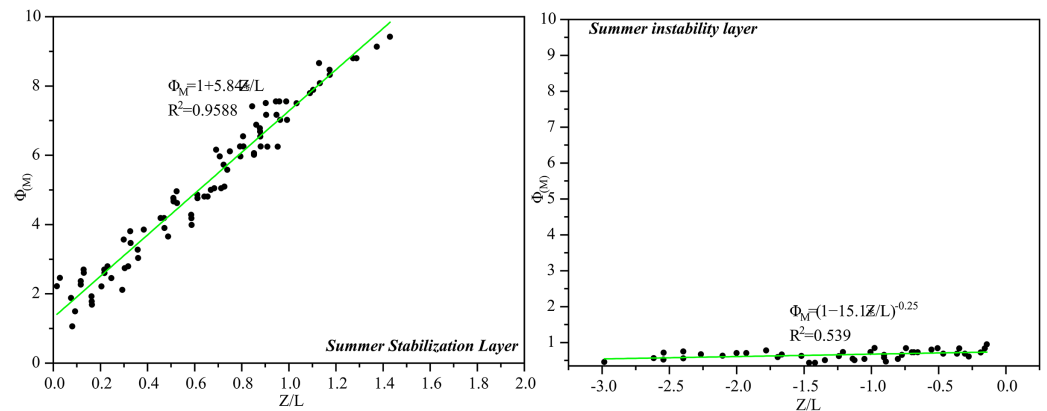 10
8
6
4
2
0
Φ(M)
ΦM=1+5.84*Z/L
R2=0.9588
Summer Stabilization Layer
0.0 0.2 0.4 0.6 0.8 1.0 1.2 1.4 1.6 1.8 2.0
Z/L
10
9
8
7
6
5
4
3
2
1
Φ(M)
Summer instability layer
ΦM=(1−15.1*Z/L)-0.25
R2=0.539
-3.0 -2.5 -2.0 -1.5 -1.0 -0.5 0.0
Z/L